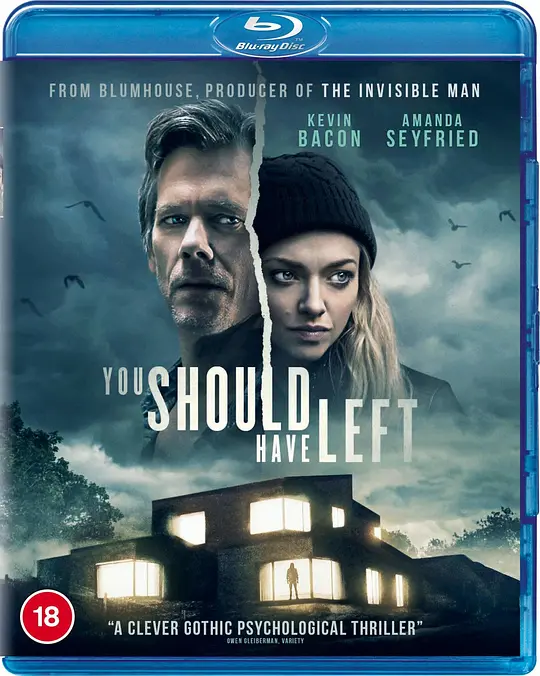 Blu-ray Disc™
FROM BLUMHOUSE, PRODUCER OF THE INVISIBLE MAN
KEVIN BACON
AMANDA SEYFRIED
YOU SHOULD
HAVE LEFT
18
"A CLEVER GOTHIC PSYCHOLOGICAL THRILLER"
OWEN GLEIBERMAN, VARIETY